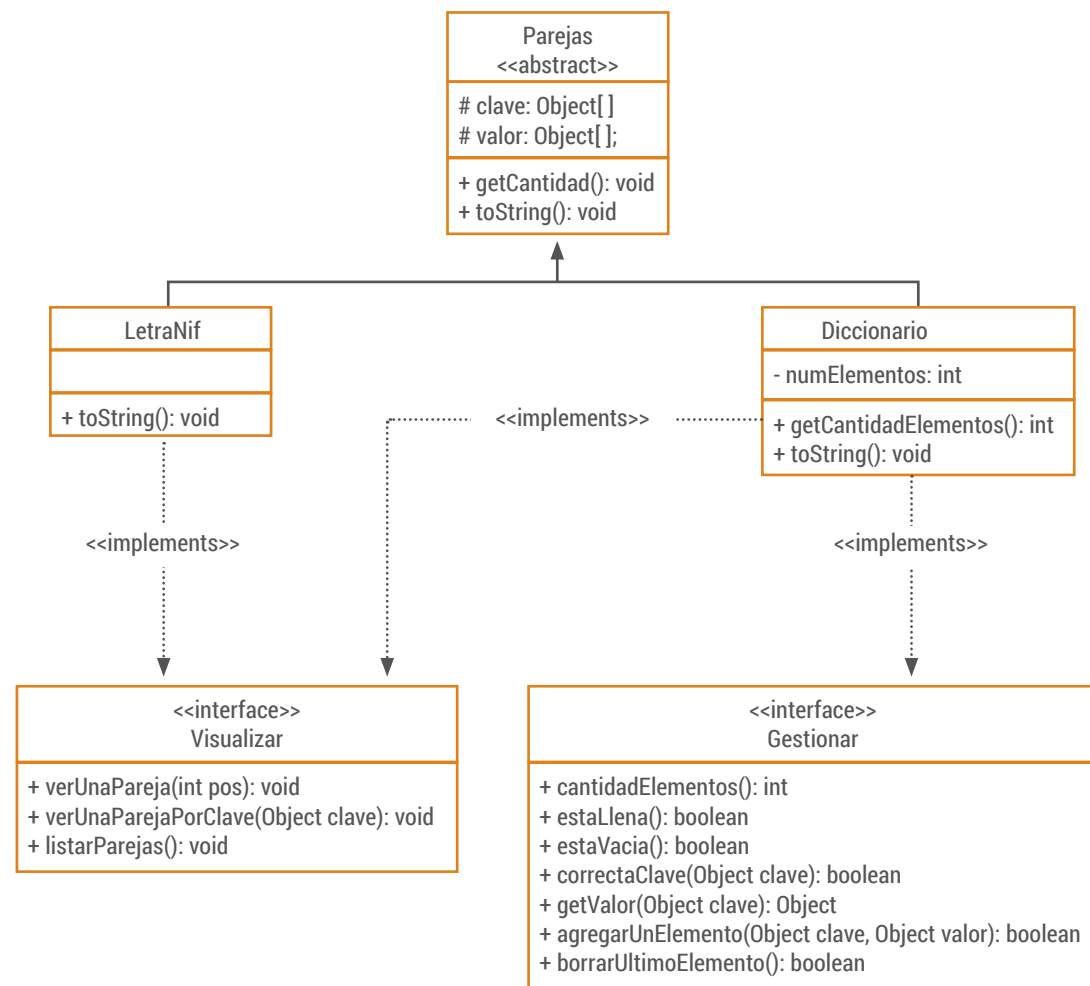 Parejas
<<abstract>>
# clave: Object[ ]
# valor: Object[ ];
+ getCantidad(): void
+ toString(): void
LetraNif
+ toString(): void
Diccionario
- numElementos: int
+ getCantidadElementos(): int
+ toString(): void
<<implements>>
<<implements>>
<<implements>>
<<interface>>
Visualizar
+ verUnaPareja(int pos): void
+ verUnaParejaPorClave(Object clave): void
+ listarParejas(): void
<<interface>>
Gestionar
+ cantidadElementos(): int
+ estaLlena(): boolean
+ estaVacia(): boolean
+ correctaClave(Object clave): boolean
+ getValor(Object clave): Object
+ agregarUnElemento(Object clave, Object valor): boolean
+ borrarUltimoElemento(): boolean